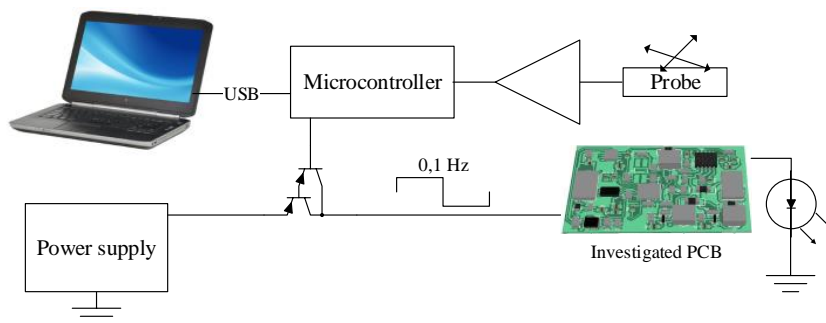 USB
Microcontroller
Probe
0,1 Hz
Power supply
Investigated PCB